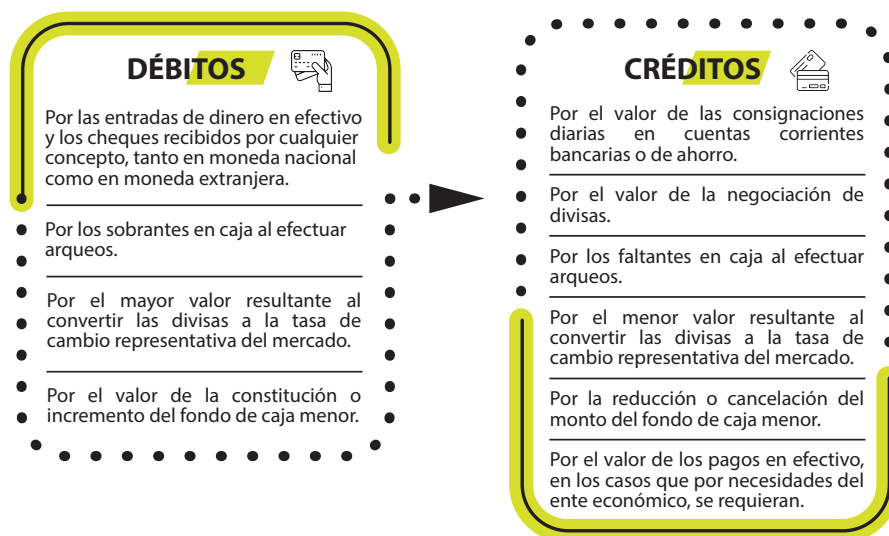 DÉBITOS
Por las entradas de dinero en efectivo
y los cheques recibidos por cualquier
concepto, tanto en moneda nacional
como en moneda extranjera.
Por los sobrantes en caja al efectuar
arqueos.
Por el mayor valor resultante al
convertir las divisas a la tasa de
cambio representativa del mercado.
Por el valor de la constitución o
incremento del fondo de caja menor.
CRÉDITOS
Por el valor de las consignaciones
diarias en cuentas corrientes
bancarias o de ahorro.
Por el valor de la negociación de
divisas.
Por los faltantes en caja al efectuar
arqueos.
Por el menor valor resultante al
convertir las divisas a la tasa de
cambio representativa del mercado.
Por la reducción o cancelación del
monto del fondo de caja menor.
Por el valor de los pagos en efectivo,
en los casos que por necesidades del
ente económico, se requieran.